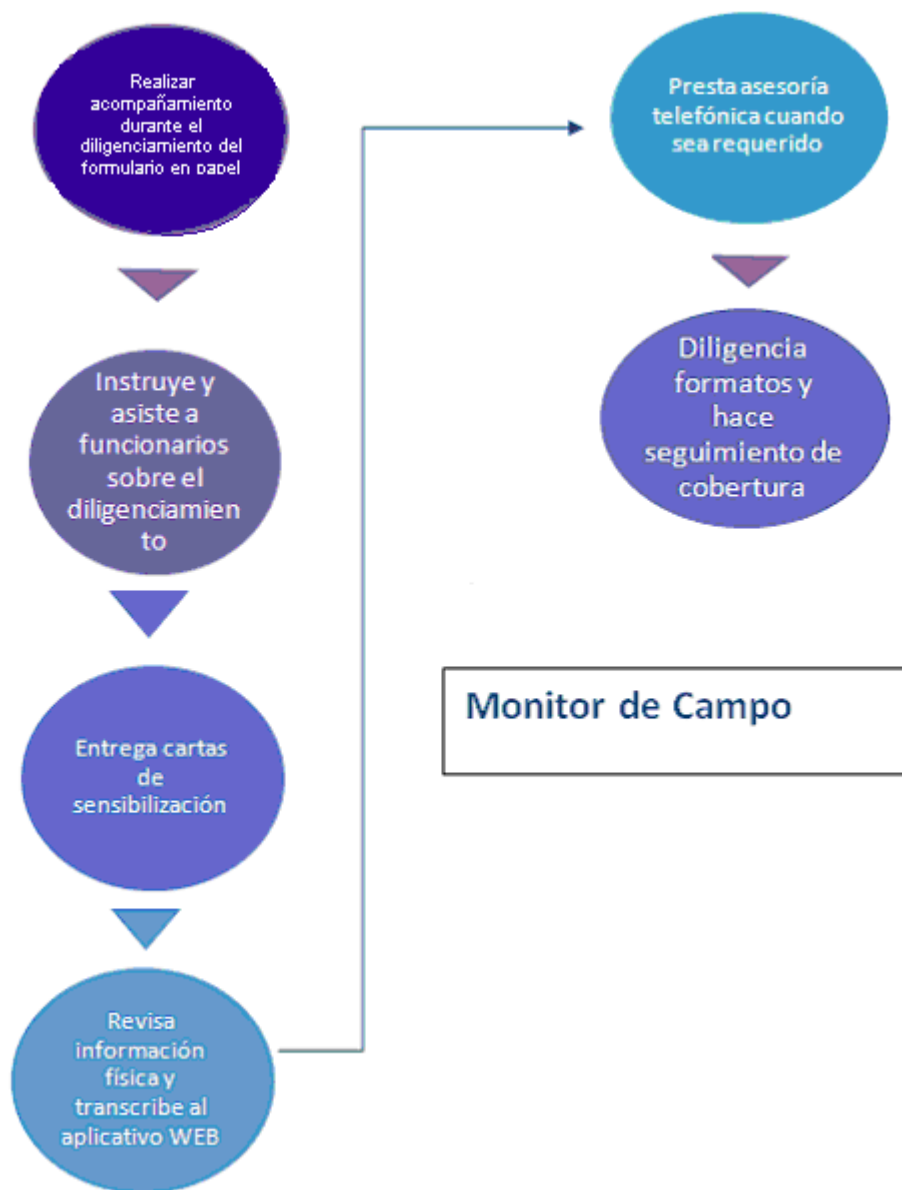 Realizar
acompañamiento
durante el
diligenciamiento del
formulario en papel
Instruye y
asiste a
funcionarios
sobre el
diligenciamien
to
Entrega cartas
de
sensibilización
Revisa
información
física y
transcribe al
aplicativo WEB
Presta asesoría
telefónica cuando
sea requerido
Diligencia
formatos y
hace
seguimiento de
cobertura
Monitor de Campo